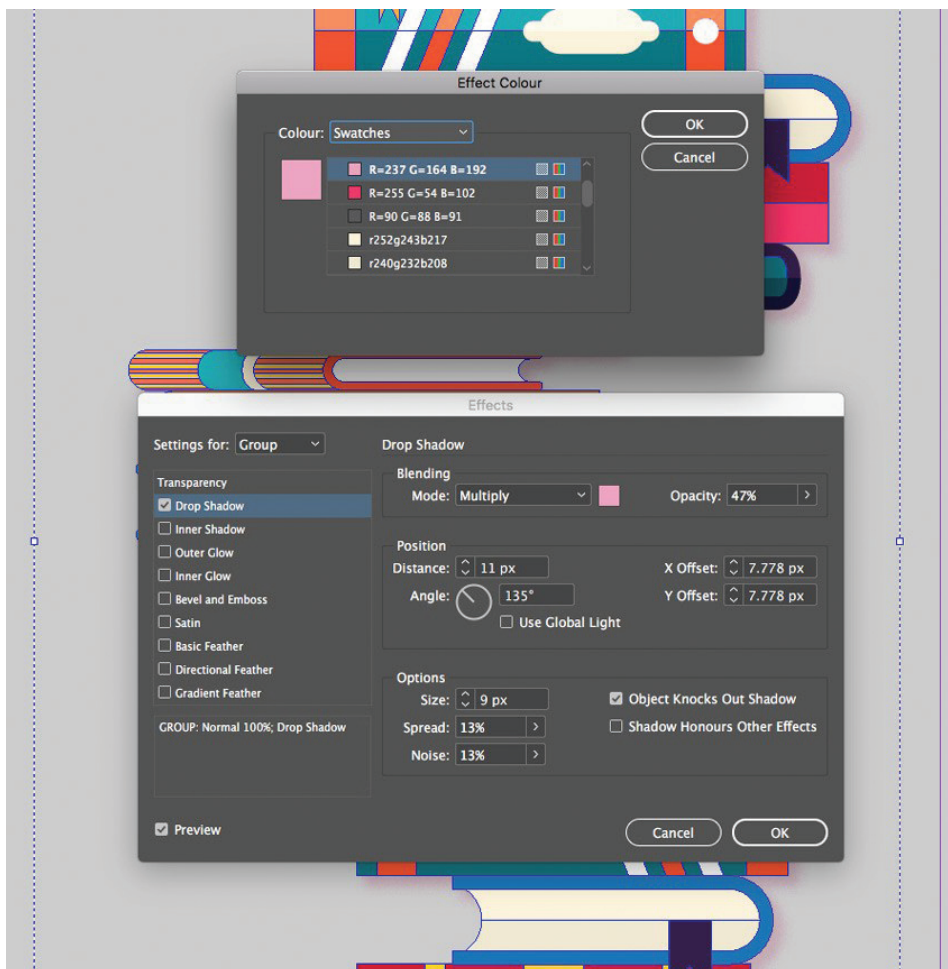 Effect Colour
Colour: Swatches
OK
Cancel
R=237 G=164 B=192
R=255 G=54 B=102
R=90 G=88 B=91
r252g243b217
r240g232b208
Effects
Settings for: Group
Transparency
Drop Shadow
Inner Shadow
Outer Glow
Inner Glow
Bevel and Emboss
Satin
Basic Feather
Directional Feather
Gradient Feather
GROUP: Normal 100%; Drop Shadow
Preview
Drop Shadow
Blending
Mode: Multiply
Opacity: 47%
Position
Distance: 11 px
X Offset: 7.778 px
Angle: 135°
Y Offset: 7.778 px
Use Global Light
Options
Size: 9 px
Object Knocks Out Shadow
Spread: 13%
Shadow Honours Other Effects
Noise: 13%
Cancel
OK